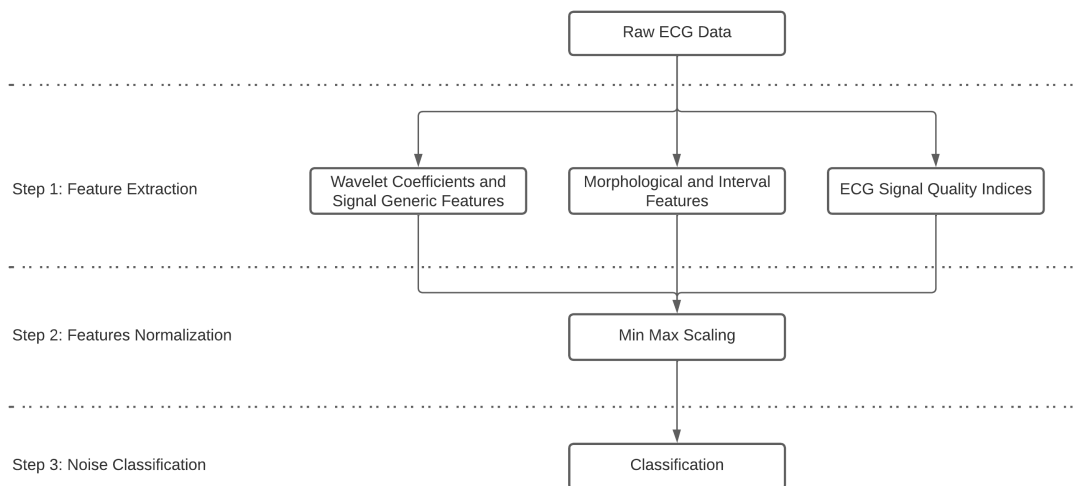 Raw ECG Data
Step 1: Feature Extraction
Wavelet Coefficients and
Signal Generic Features
Morphological and Interval
Features
ECG Signal Quality Indices
Step 2: Features Normalization
Min Max Scaling
Step 3: Noise Classification
Classification